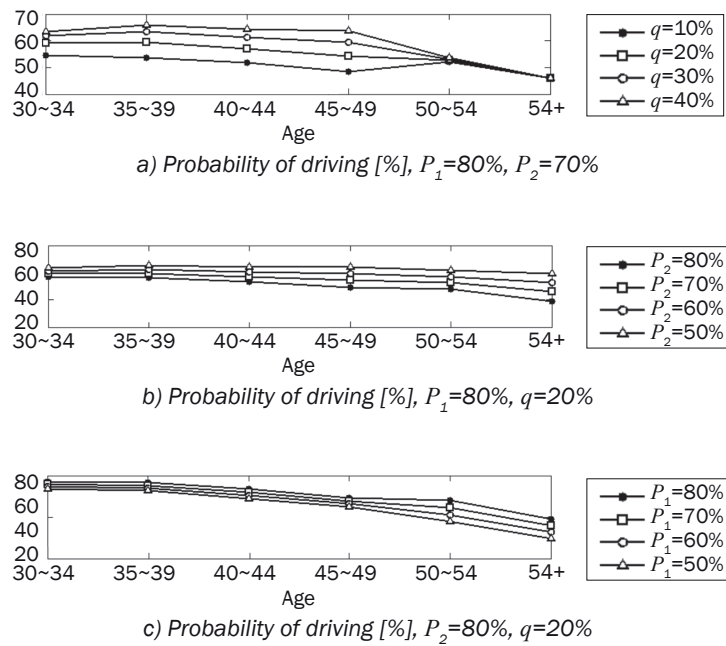 70
60
50
40
30~34 35~39 40~44 45~49 50~54 54+
Age
q=10%
q=20%
q=30%
q=40%
a) Probability of driving [%], P₁=80%, P₂=70%
80
60
40
20
30~34 35~39 40~44 45~49 50~54 54+
Age
P₂=80%
P₂=70%
P₂=60%
P₂=50%
b) Probability of driving [%], P₁=80%, q=20%
80
60
40
20
30~34 35~39 40~44 45~49 50~54 54+
Age
P₁=80%
P₁=70%
P₁=60%
P₁=50%
c) Probability of driving [%], P₂=80%, q=20%